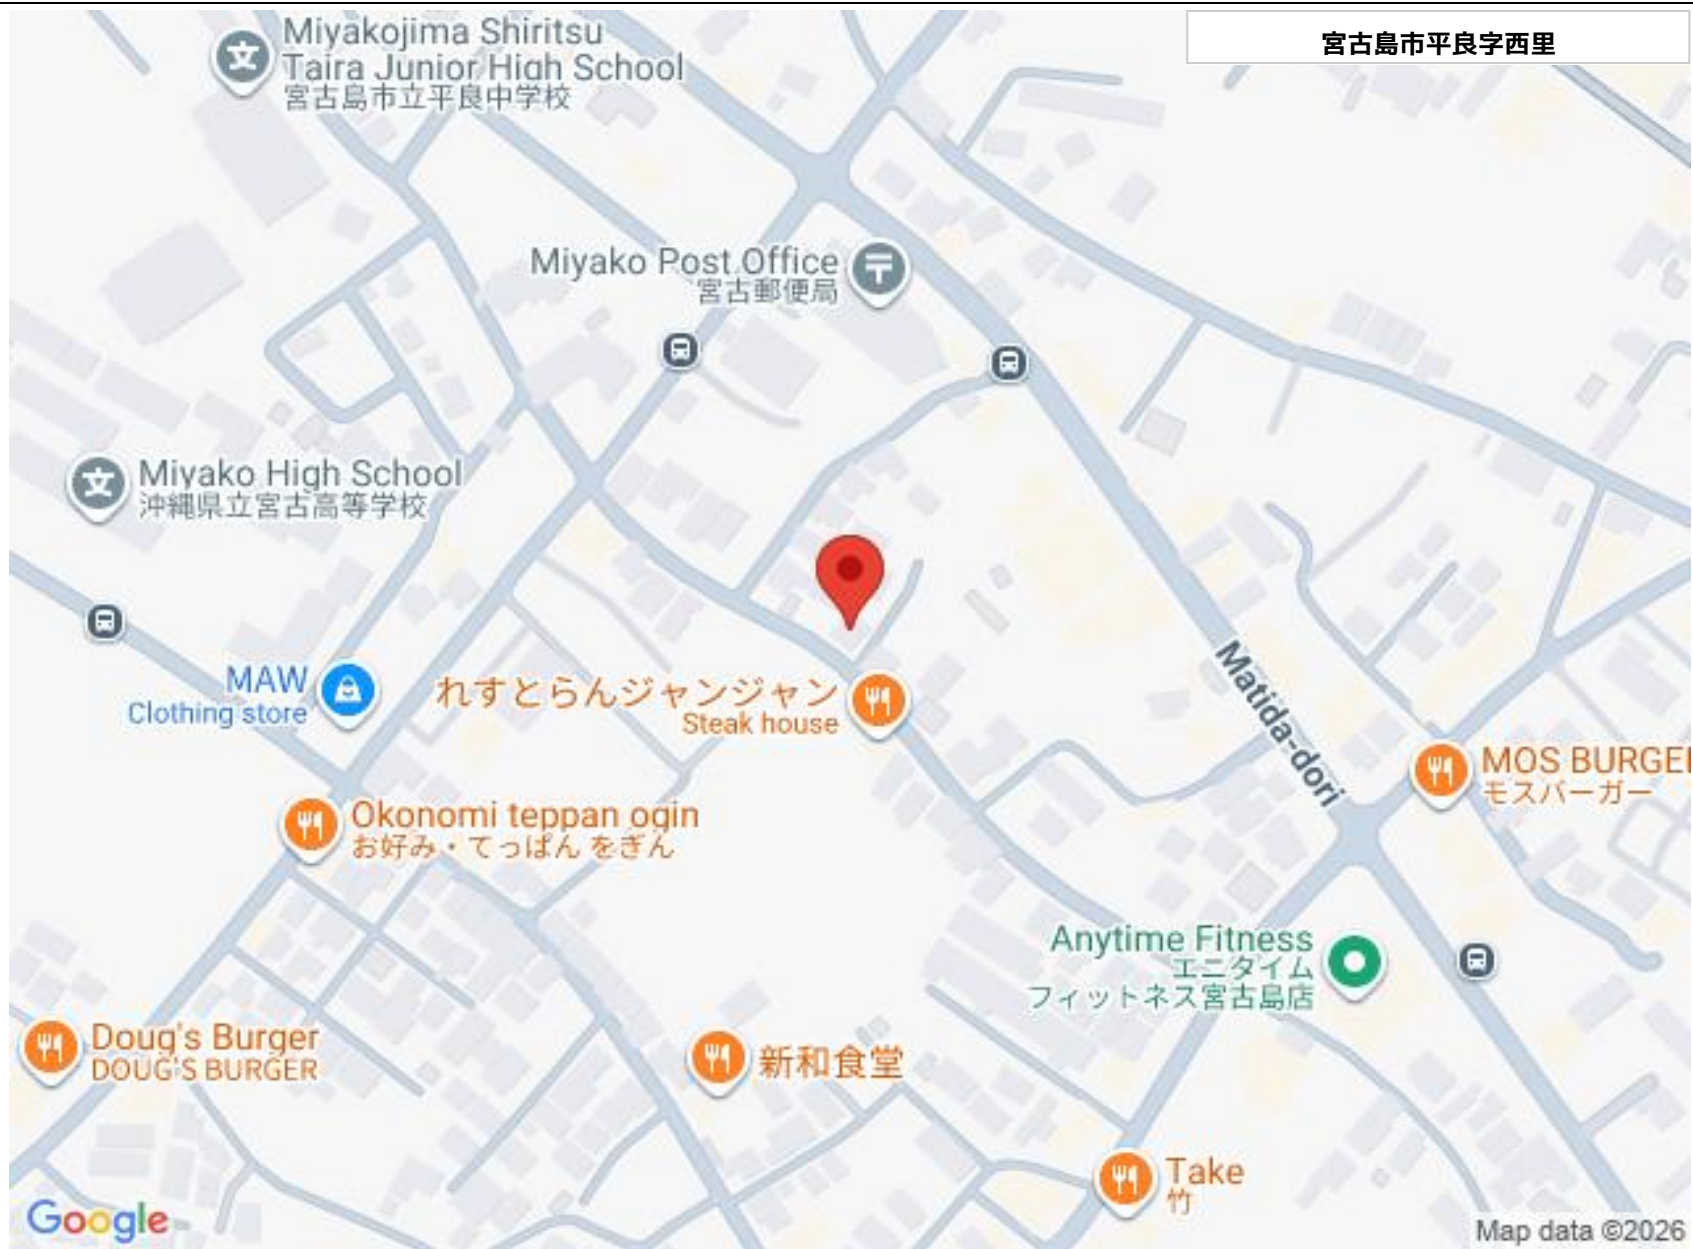 宮古島市平良字西里
Miyakojima Shiritsu
Taira Junior High School
宮古島市立平良中学校
Miyako Post Office
宮古郵便局
Miyako High School
沖縄県立宮古高等学校
MAW
Clothing store
れすとらんジャンジャン
Steak house
Matida-dori
MOS BURGER
モスバーガー
Okonomi teppan ogin
お好み・てっぱん をぎん
Anytime Fitness
エニタイム
フィットネス宮古島店
Doug's Burger
DOUG'S BURGER
新和食堂
Take
竹
Google
Map data ©2026